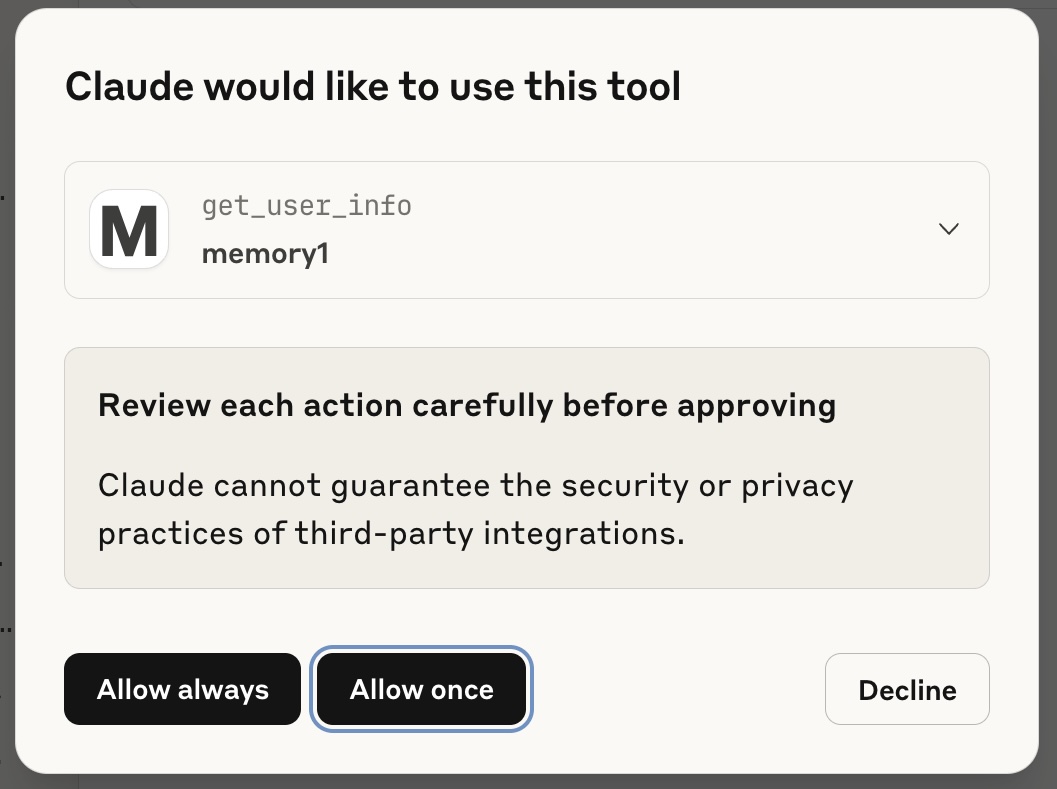 Claude would like to use this tool
M
get_user_info
memory1
Review each action carefully before approving
Claude cannot guarantee the security or privacy
practices of third-party integrations.
Allow always
Allow once
Decline